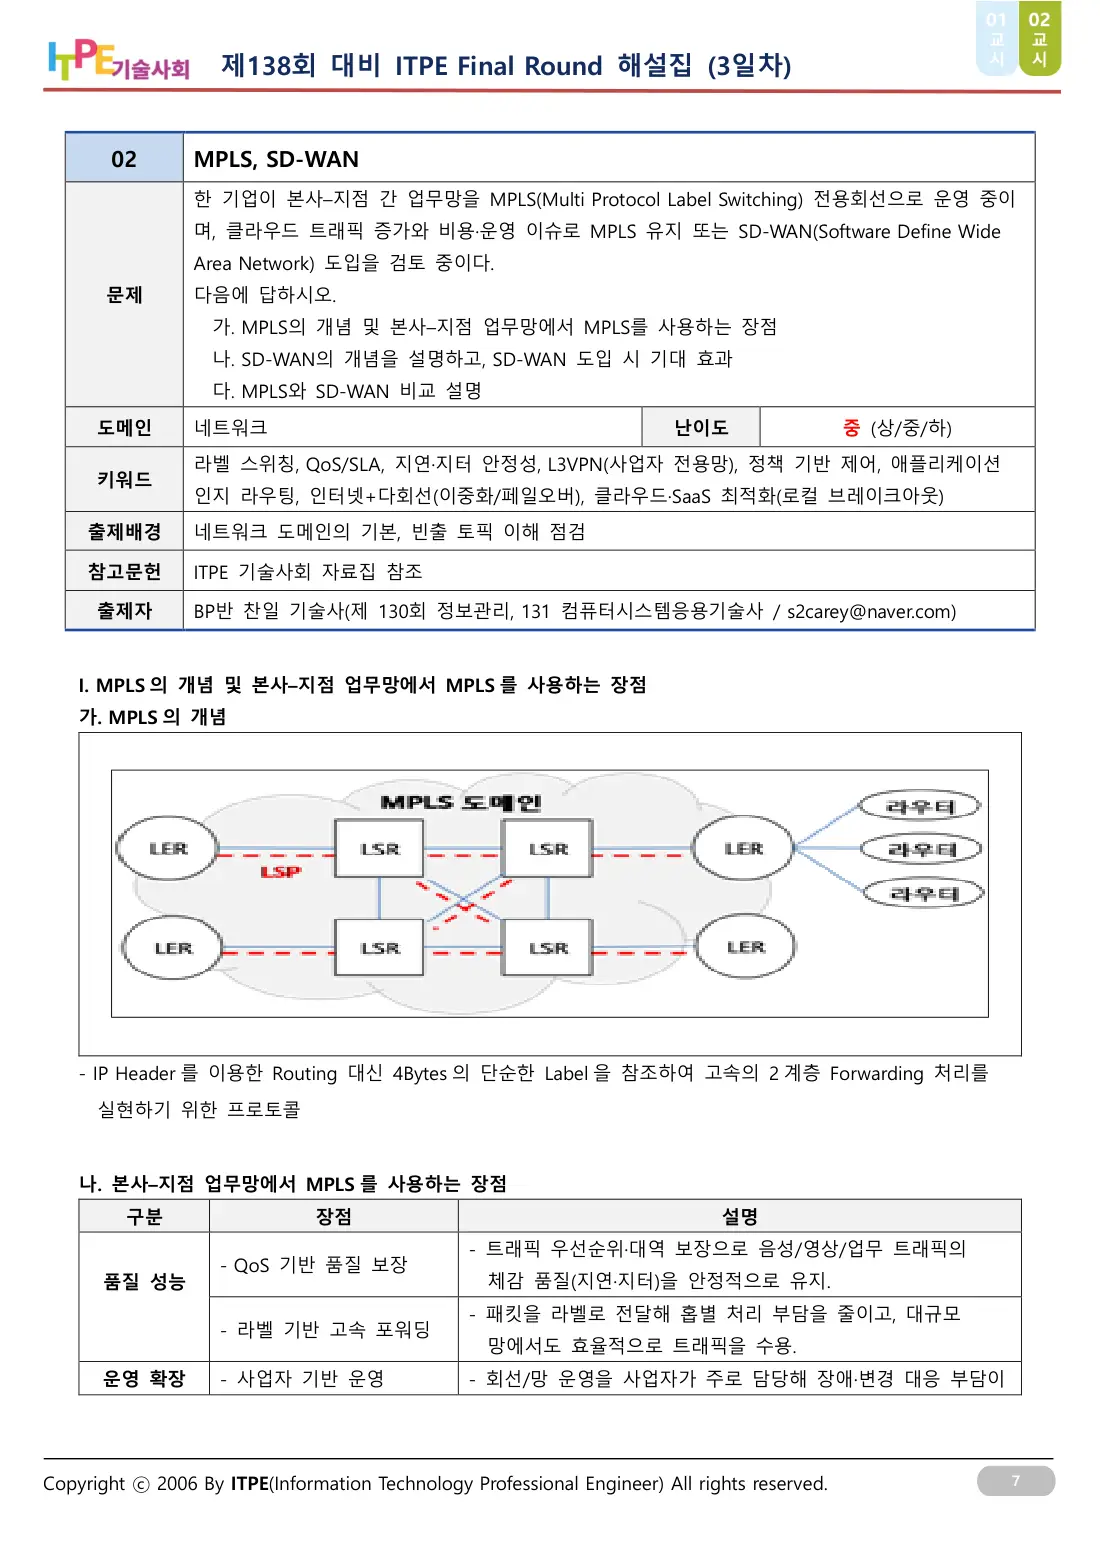 01
교
시
02
교
시
ITPE기술사회 제138회 대비 ITPE Final Round 해설집 (3일차)
02 MPLS, SD-WAN
문제
한 기업이 본사–지점 간 업무망을 MPLS(Multi Protocol Label Switching) 전용회선으로 운영 중이
며, 클라우드 트래픽 증가와 비용·운영 이슈로 MPLS 유지 또는 SD-WAN(Software Define Wide
Area Network) 도입을 검토 중이다.
다음에 답하시오.
가. MPLS의 개념 및 본사–지점 업무망에서 MPLS를 사용하는 장점
나. SD-WAN의 개념을 설명하고, SD-WAN 도입 시 기대 효과
다. MPLS와 SD-WAN 비교 설명
도메인 네트워크 난이도 중 (상/중/하)
키워드
라벨 스위칭, QoS/SLA, 지연·지터 안정성, L3VPN(사업자 전용망), 정책 기반 제어, 애플리케이션
인지 라우팅, 인터넷+다회선(이중화/페일오버), 클라우드·SaaS 최적화(로컬 브레이크아웃)
출제배경 네트워크 도메인의 기본, 빈출 토픽 이해 점검
참고문헌 ITPE 기술사회 자료집 참조
출제자 BP반 찬일 기술사(제 130회 정보관리, 131 컴퓨터시스템응용기술사 / s2carey@naver.com)
I. MPLS의 개념 및 본사–지점 업무망에서 MPLS를 사용하는 장점
가. MPLS의 개념
MPLS 도메인
라우터
LER LSR LSR LER 라우터
LSP
라우터
LER LSR LSR LER
- IP Header를 이용한 Routing 대신 4Bytes의 단순한 Label을 참조하여 고속의 2계층 Forwarding 처리를
실현하기 위한 프로토콜
나. 본사–지점 업무망에서 MPLS를 사용하는 장점
구분 장점 설명
품질 성능
- QoS 기반 품질 보장
- 트래픽 우선순위·대역 보장으로 음성/영상/업무 트래픽의
체감 품질(지연·지터)을 안정적으로 유지.
- 라벨 기반 고속 포워딩
- 패킷을 라벨로 전달해 홉별 처리 부담을 줄이고, 대규모
망에서도 효율적으로 트래픽을 수용.
운영 확장 - 사업자 기반 운영 - 회선/망 운영을 사업자가 주로 담당해 장애·변경 대응 부담이
Copyright ⓒ 2006 By ITPE(Information Technology Professional Engineer) All rights reserved. 7